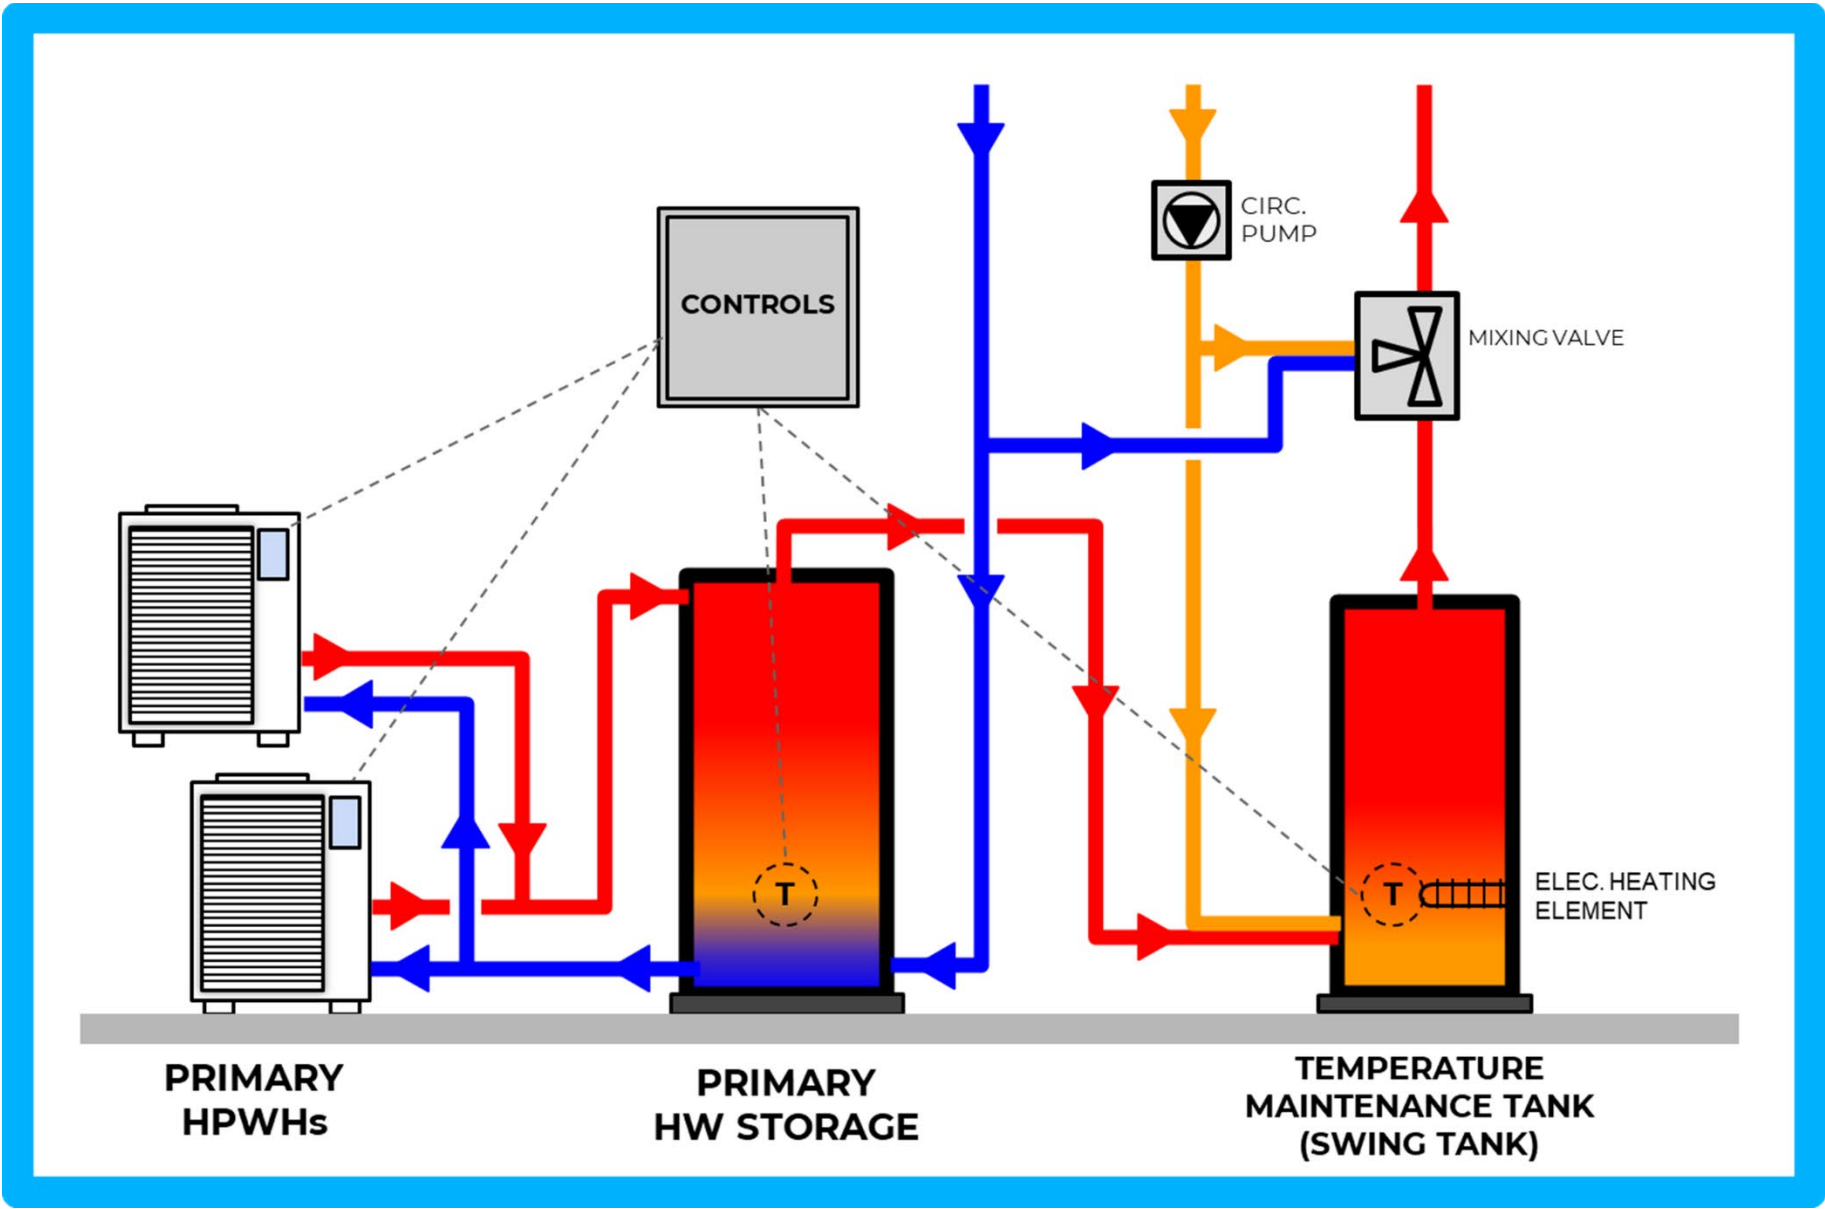 CIRC.
PUMP
CONTROLS
MIXING VALVE
T
T
ELEC. HEATING
ELEMENT
PRIMARY
HPWHs
PRIMARY
HW STORAGE
TEMPERATURE
MAINTENANCE TANK
(SWING TANK)